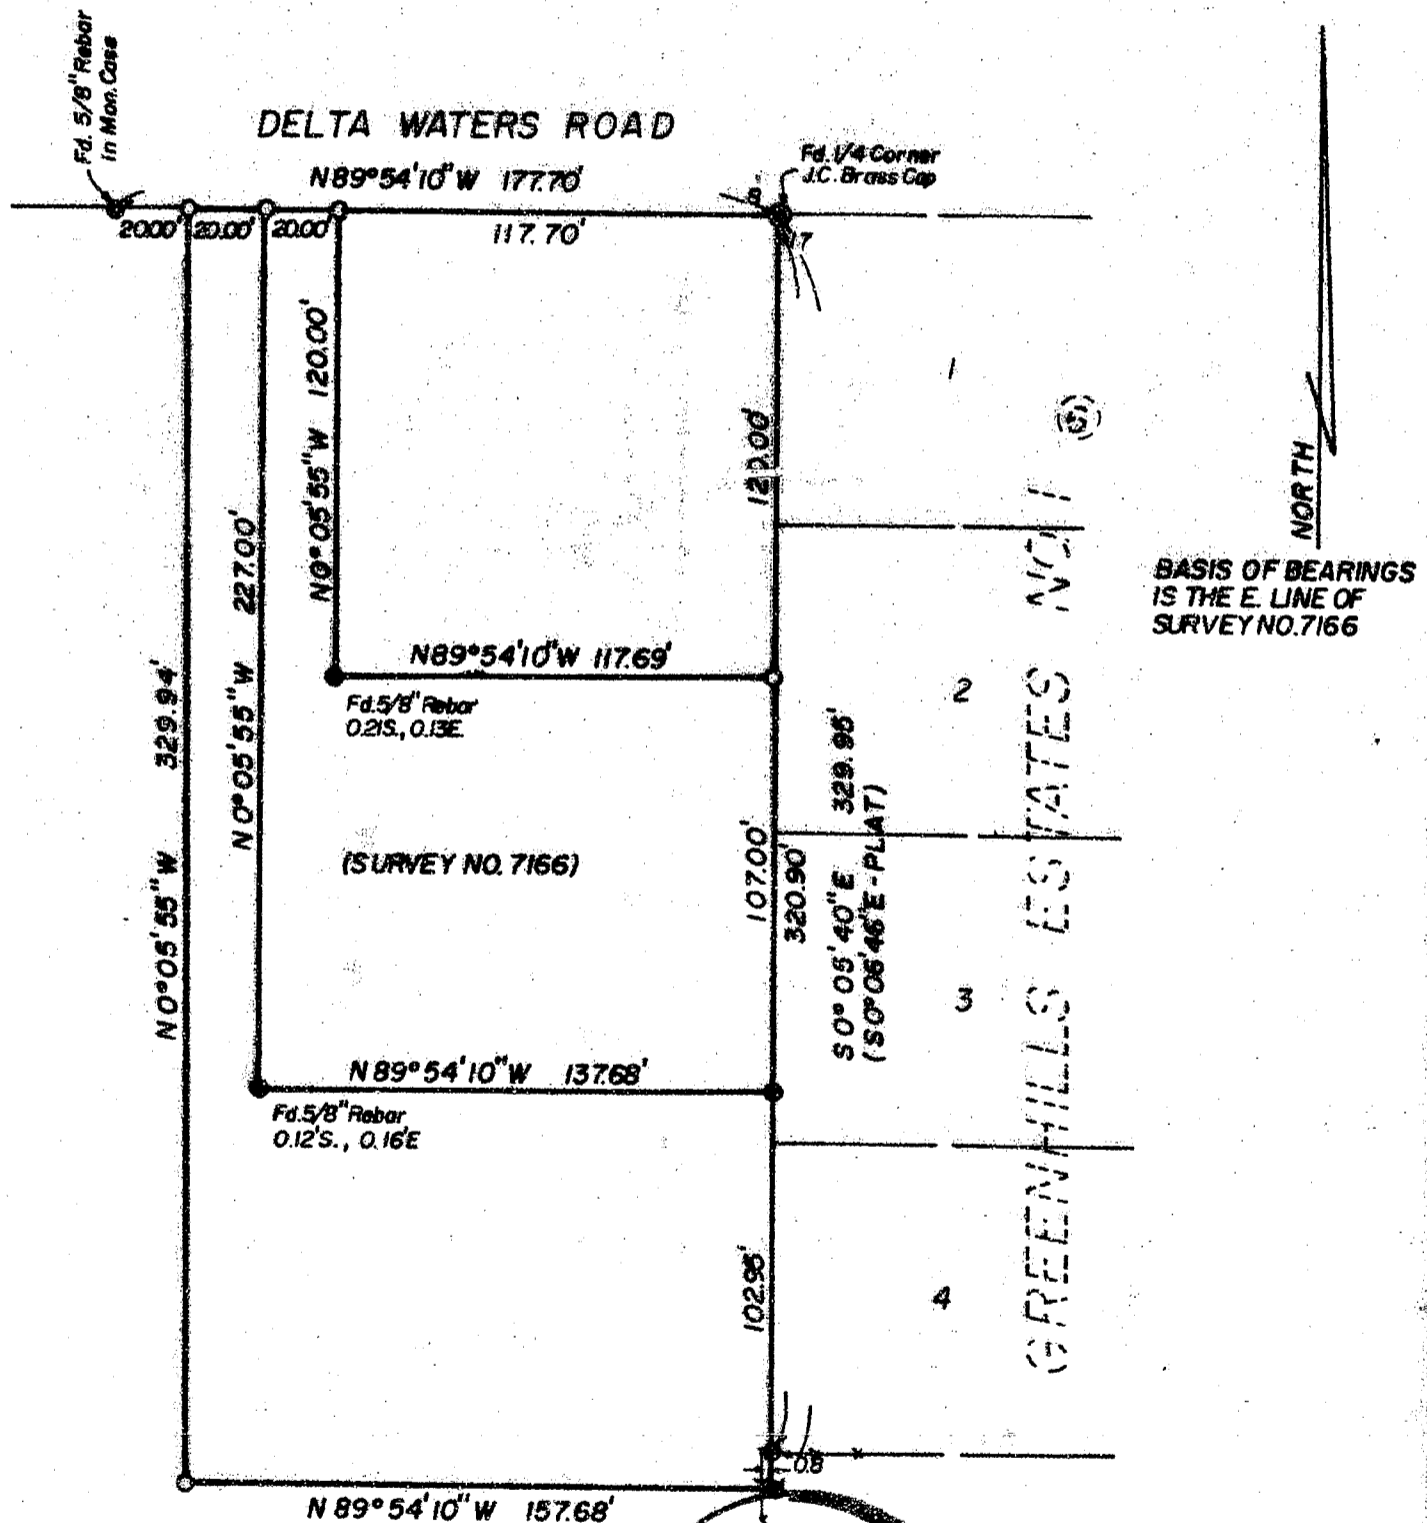 Fd. 5/8" Rebar
in Mon. Case
DELTA WATERS ROAD
N89°54'10"W 177.70'
Fd. 1/4 Corner
J.C. Brass Cap
20.00' 20.00' 20.00'
117.70'
17
N0°05'55"W 120.00'
120.00'
1
N0°05'55"W 227.00'
N0°05'55"W 329.94'
NORTH
BASIS OF BEARINGS
IS THE E. LINE OF
SURVEY NO. 7166
N89°54'10"W 117.69'
Fd. 5/8" Rebar
0.21S., 0.13E.
2
(SURVEY NO. 7166)
107.00'
320.90'
S0°05'40"E 329.95'
(S0°06'46"E-PLAT)
GREENHILLS ESTATES NO. 1
3
N89°54'10"W 137.68'
Fd. 5/8" Rebar
0.12'S., 0.16'E
102.95'
4
0.8
N89°54'10"W 157.68'